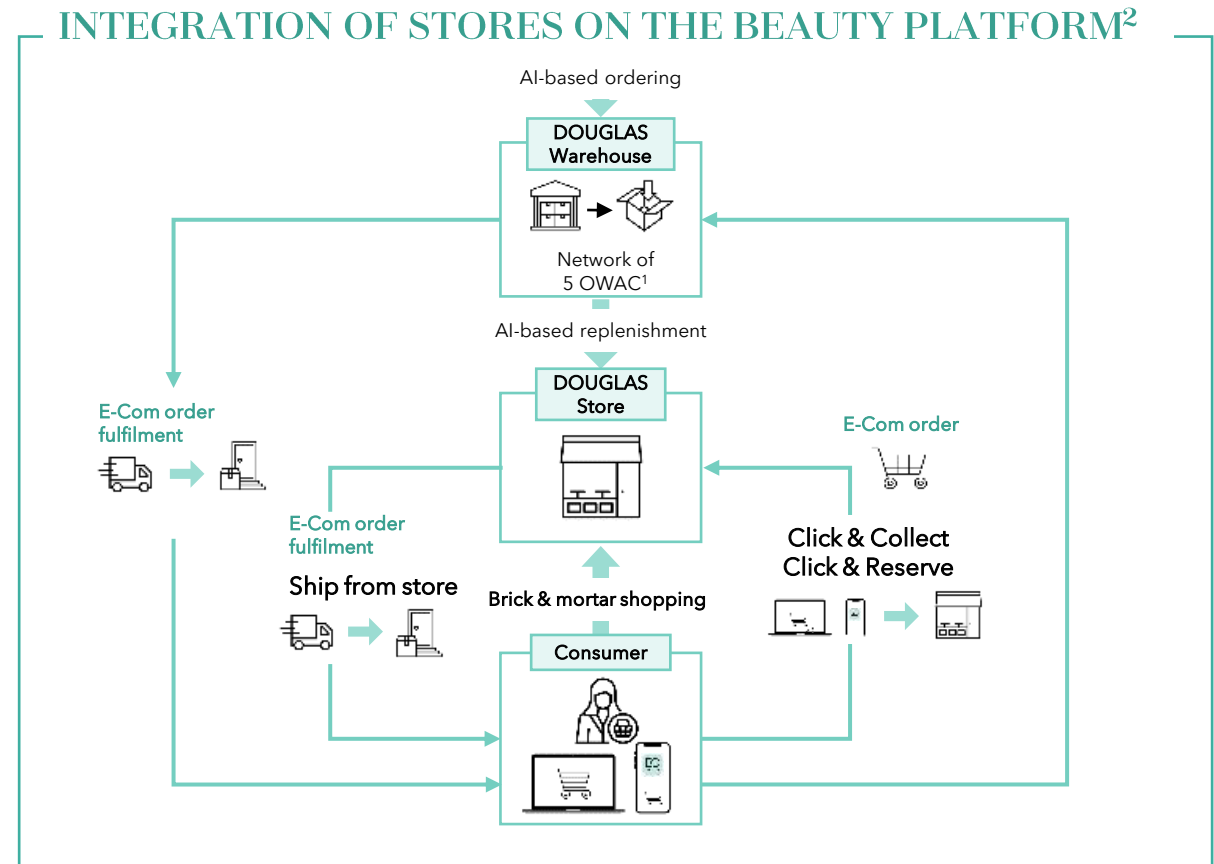 INTEGRATION OF STORES ON THE BEAUTY PLATFORM²
AI-based ordering
DOUGLAS
Warehouse
Network of
5 OWAC¹
AI-based replenishment
DOUGLAS
Store
E-Com order
fulfilment
E-Com order
E-Com order
fulfilment
Ship from store
Click & Collect
Click & Reserve
Brick & mortar shopping
Consumer